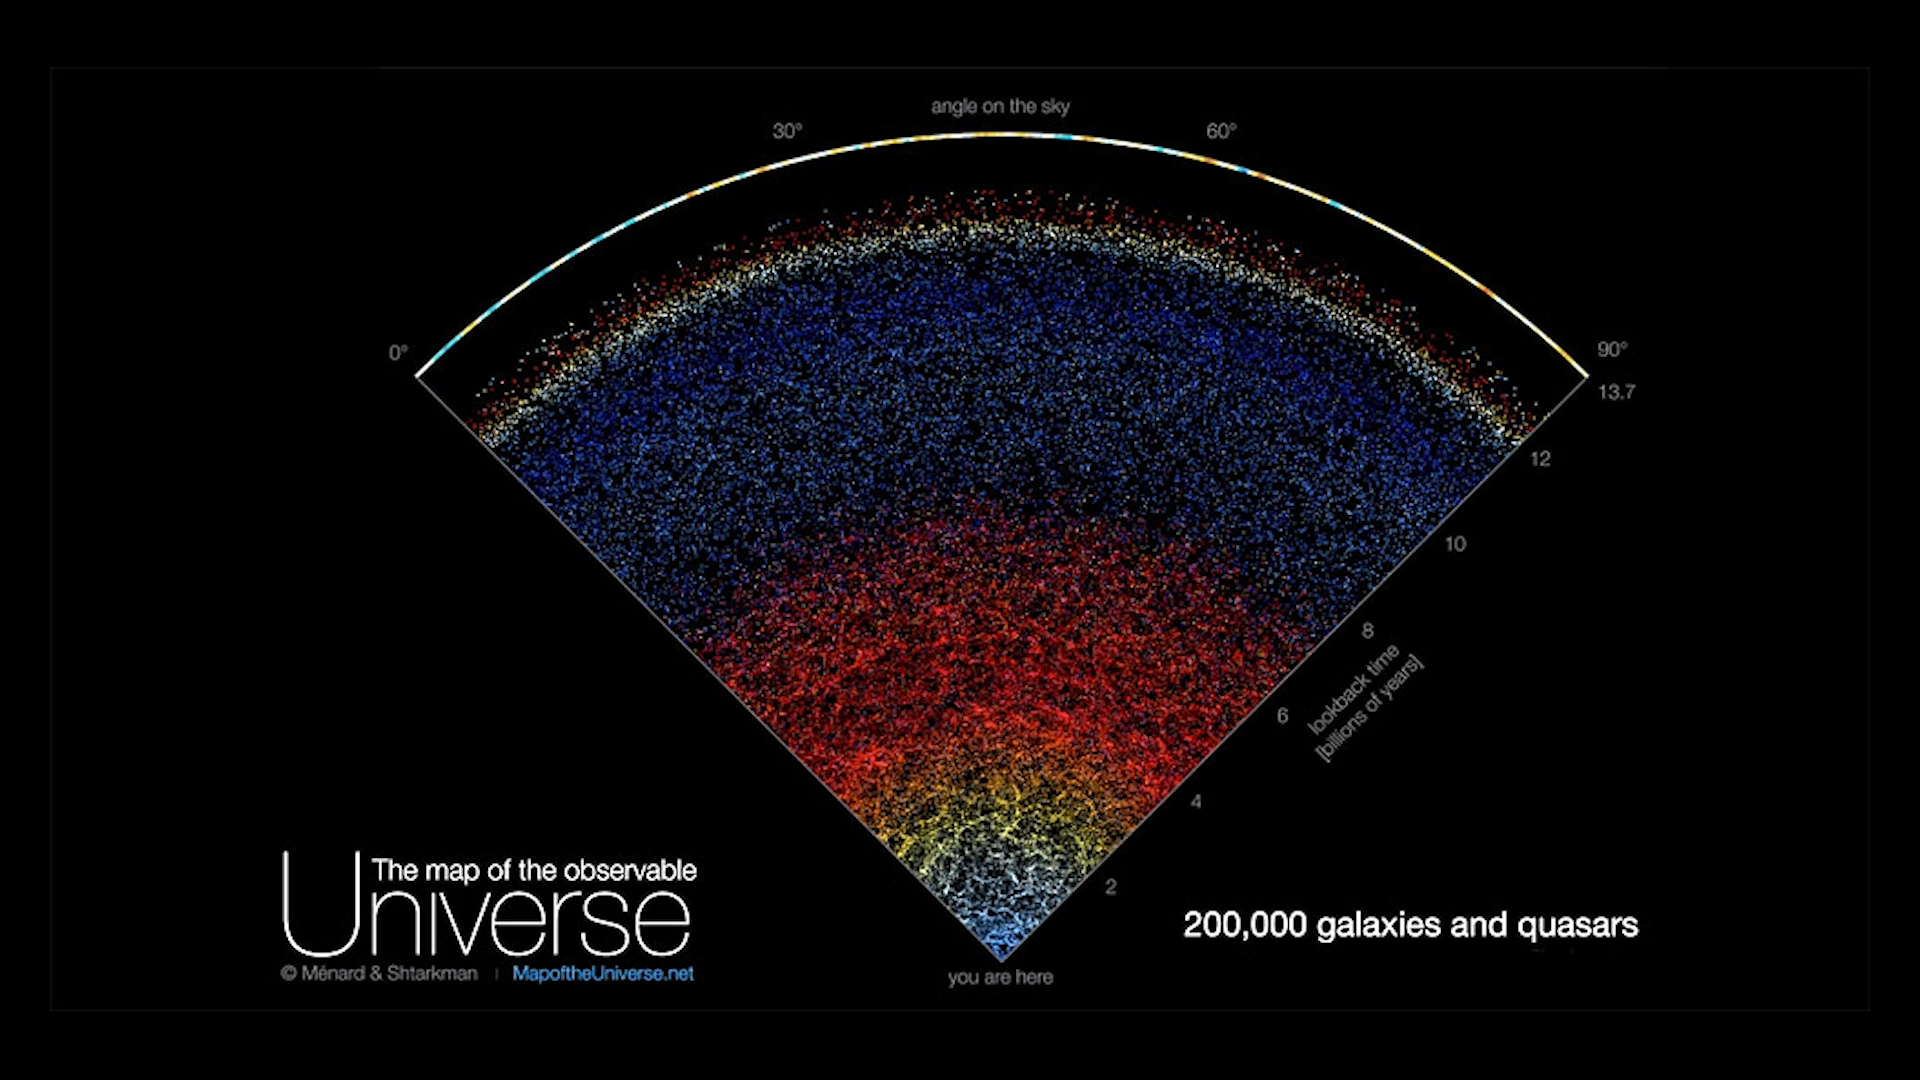 angle on the sky
30°
60°
0°
90°
13.7
12
10
8
lookback time
[billions of years]
6
4
2
The map of the observable
Universe
© Ménard & Shtarkman | MapoftheUniverse.net
200,000 galaxies and quasars
you are here